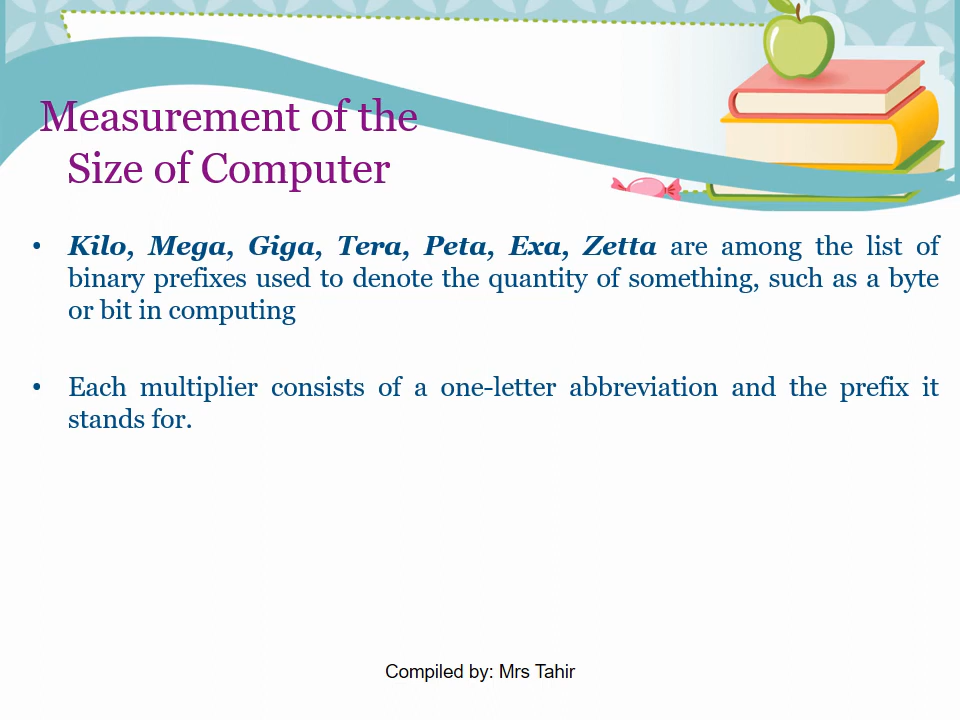 Measurement of the
Size of Computer
• Kilo, Mega, Giga, Tera, Peta, Exa, Zetta are among the list of
binary prefixes used to denote the quantity of something, such as a byte
or bit in computing
• Each multiplier consists of a one-letter abbreviation and the prefix it
stands for.
Compiled by: Mrs Tahir